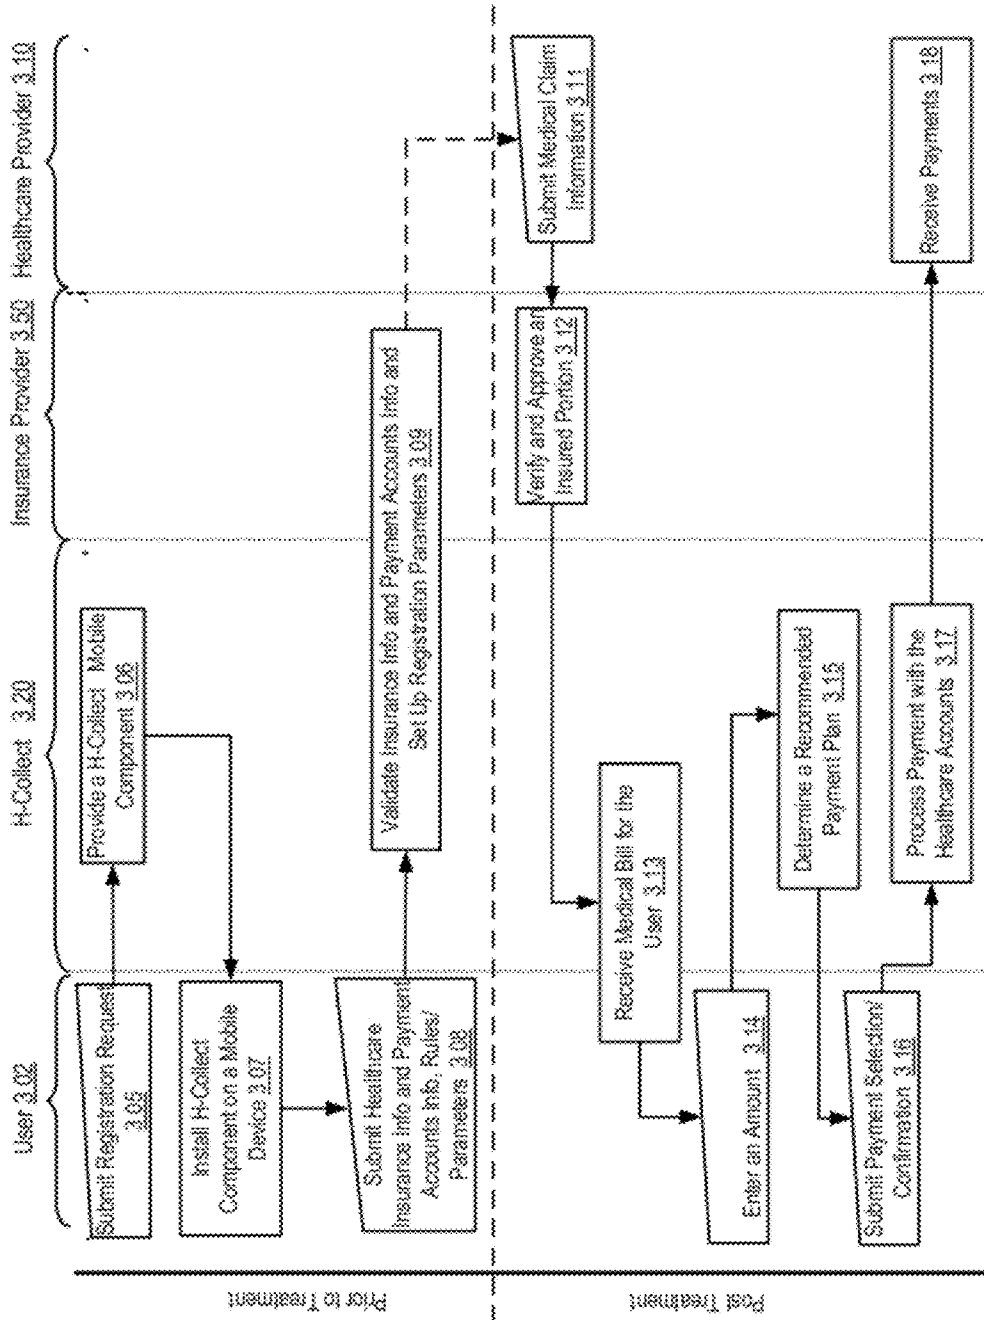 User 3.02
H-Collect 3.20
Insurance Provider 3.50
Healthcare Provider 3.10
Prior to Treatment
Submit Registration Request
3.05
Provide a H-Collect Mobile
Component 3.06
Install H-Collect
Component on a Mobile
Device 3.07
Submit Healthcare
Insurance Info and Payment
Accounts Info, Rules/
Parameters 3.08
Validate Insurance Info and Payment Accounts Info and
Set Up Registration Parameters 3.09
Post Treatment
Submit Medical Claim
Information 3.11
Verify and Approve an
Insured Portion 3.12
Receive Medical Bill for the
User 3.13
Enter an Amount 3.14
Determine a Recommended
Payment Plan 3.15
Submit Payment Selection/
Confirmation 3.16
Process Payment with the
Healthcare Accounts 3.17
Receive Payments 3.18